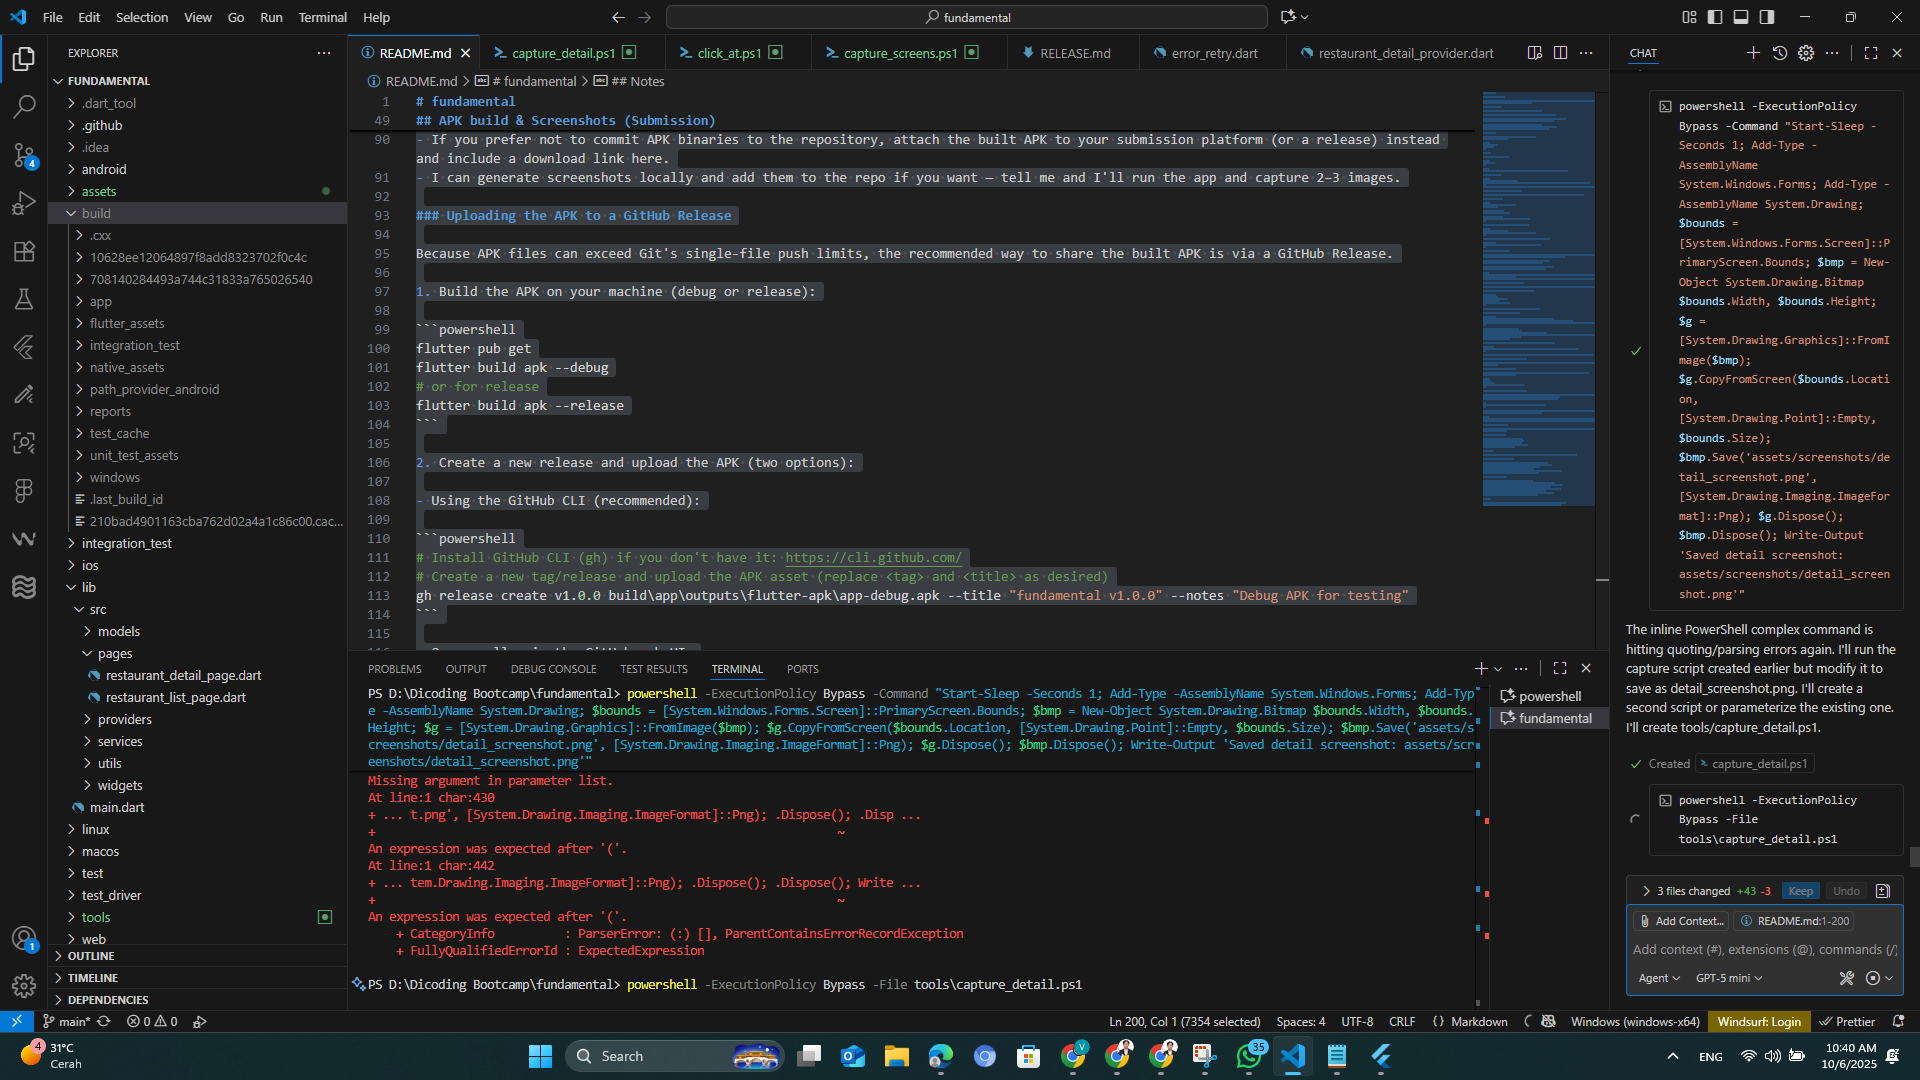 File Edit Selection View Go Run Terminal Help
fundamental
EXPLORER
FUNDAMENTAL
.dart_tool
.github
.idea
android
assets
build
.cxx
10628ee12064897f8add8323702f0c4c
708140284493a744c31833a765026540
app
flutter_assets
integration_test
native_assets
path_provider_android
reports
test_cache
unit_test_assets
windows
.last_build_id
210bad4901163cba762d02a4a1c86c00.cac...
integration_test
ios
lib
src
models
pages
restaurant_detail_page.dart
restaurant_list_page.dart
providers
services
utils
widgets
main.dart
linux
macos
test
test_driver
tools
web
OUTLINE
TIMELINE
DEPENDENCIES
4
1
README.md capture_detail.ps1 click_at.ps1 capture_screens.ps1 RELEASE.md error_retry.dart restaurant_detail_provider.dart
README.md > # fundamental > ## Notes
1 # fundamental
49 ## APK build & Screenshots (Submission)
90 - If you prefer not to commit APK binaries to the repository, attach the built APK to your submission platform (or a release) instead
and include a download link here.
91 - I can generate screenshots locally and add them to the repo if you want — tell me and I'll run the app and capture 2–3 images.
92
93 ### Uploading the APK to a GitHub Release
94
95 Because APK files can exceed Git's single-file push limits, the recommended way to share the built APK is via a GitHub Release.
96
97 1. Build the APK on your machine (debug or release):
98
99 ```powershell
100 flutter pub get
101 flutter build apk --debug
102 # or for release
103 flutter build apk --release
104 ```
105
106 2. Create a new release and upload the APK (two options):
107
108 - Using the GitHub CLI (recommended):
109
110 ```powershell
111 # Install GitHub CLI (gh) if you don't have it: https://cli.github.com/
112 # Create a new tag/release and upload the APK asset (replace <tag> and <title> as desired)
113 gh release create v1.0.0 build\app\outputs\flutter-apk\app-debug.apk --title "fundamental v1.0.0" --notes "Debug APK for testing"
114 ```
115
PROBLEMS OUTPUT DEBUG CONSOLE TEST RESULTS TERMINAL PORTS
PS D:\Dicoding Bootcamp\fundamental> powershell -ExecutionPolicy Bypass -Command "Start-Sleep -Seconds 1; Add-Type -AssemblyName System.Windows.Forms; Add-Typ
e -AssemblyName System.Drawing; $bounds = [System.Windows.Forms.Screen]::PrimaryScreen.Bounds; $bmp = New-Object System.Drawing.Bitmap $bounds.Width, $bounds.
Height; $g = [System.Drawing.Graphics]::FromImage($bmp); $g.CopyFromScreen($bounds.Location, [System.Drawing.Point]::Empty, $bounds.Size); $bmp.Save('assets/s
creenshots/detail_screenshot.png', [System.Drawing.Imaging.ImageFormat]::Png); $g.Dispose(); $bmp.Dispose(); Write-Output 'Saved detail screenshot: assets/scr
eenshots/detail_screenshot.png'"
Missing argument in parameter list.
At line:1 char:430
+ ... t.png', [System.Drawing.Imaging.ImageFormat]::Png); .Dispose(); .Disp ...
+ ~
An expression was expected after '('.
At line:1 char:442
+ ... tem.Drawing.Imaging.ImageFormat]::Png); .Dispose(); .Dispose(); Write ...
+ ~
An expression was expected after '('.
+ CategoryInfo : ParserError: (:) [], ParentContainsErrorRecordException
+ FullyQualifiedErrorId : ExpectedExpression
PS D:\Dicoding Bootcamp\fundamental> powershell -ExecutionPolicy Bypass -File tools\capture_detail.ps1
powershell
fundamental
CHAT
powershell -ExecutionPolicy
Bypass -Command "Start-Sleep -
Seconds 1; Add-Type -
AssemblyName
System.Windows.Forms; Add-Type -
AssemblyName System.Drawing;
$bounds =
[System.Windows.Forms.Screen]::P
rimaryScreen.Bounds; $bmp = New-
Object System.Drawing.Bitmap
$bounds.Width, $bounds.Height;
$g =
[System.Drawing.Graphics]::FromI
mage($bmp);
$g.CopyFromScreen($bounds.Locati
on,
[System.Drawing.Point]::Empty,
$bounds.Size);
$bmp.Save('assets/screenshots/de
tail_screenshot.png',
[System.Drawing.Imaging.ImageFor
mat]::Png); $g.Dispose();
$bmp.Dispose(); Write-Output
'Saved detail screenshot:
assets/screenshots/detail_screen
shot.png'"
The inline PowerShell complex command is
hitting quoting/parsing errors again. I'll run the
capture script created earlier but modify it to
save as detail_screenshot.png. I'll create a
second script or parameterize the existing one.
I'll create tools/capture_detail.ps1.
Created capture_detail.ps1
powershell -ExecutionPolicy
Bypass -File
tools\capture_detail.ps1
3 files changed +43 -3 Keep Undo
Add Context... README.md:1-200
Add context (#), extensions (@), commands (/)
Agent GPT-5 mini
main* 0 0
Ln 200, Col 1 (7354 selected) Spaces: 4 UTF-8 CRLF {} Markdown Windows (windows-x64) Windsurf: Login Prettier
4
31°C
Cerah
Search
V
35
ENG
10:40 AM
10/6/2025